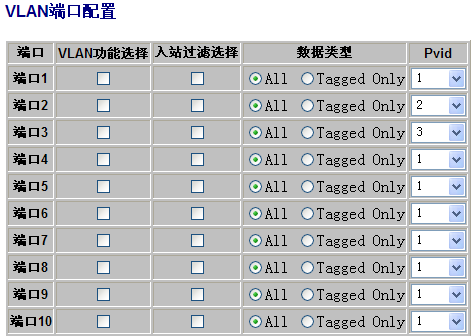 VLAN端口配置
端口 VLAN功能选择 入站过滤选择 数据类型 Pvid
端口1 All Tagged Only 1
端口2 All Tagged Only 2
端口3 All Tagged Only 3
端口4 All Tagged Only 1
端口5 All Tagged Only 1
端口6 All Tagged Only 1
端口7 All Tagged Only 1
端口8 All Tagged Only 1
端口9 All Tagged Only 1
端口10 All Tagged Only 1